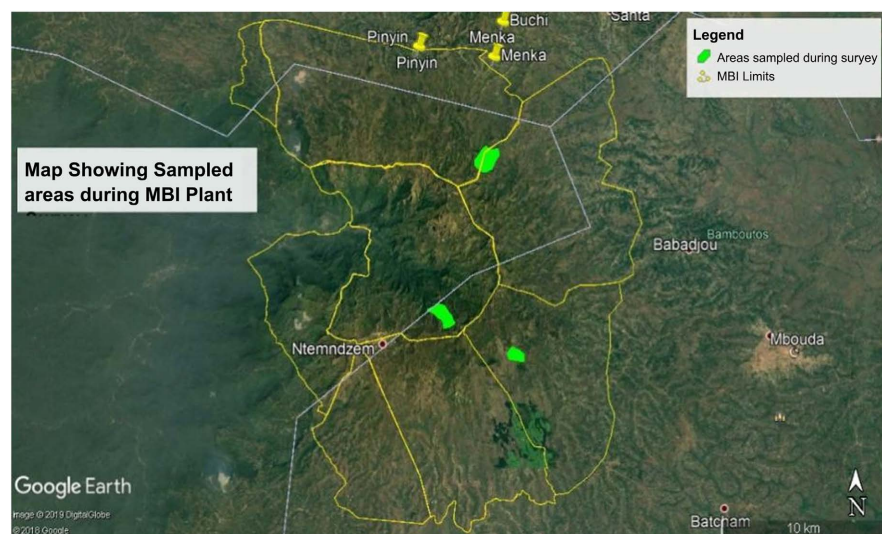 Buchi
Santa
Pinyin
Menka
Menka
Pinyin
Legend
Areas sampled during suryey
MBI Limits
Map Showing Sampled
areas during MBI Plant
Bamboutos
Babadjou
Ntemndzem
Mbouda
Google Earth
Image © 2019 DigitalGlobe
© 2018 Google
N
Batcham
10 km